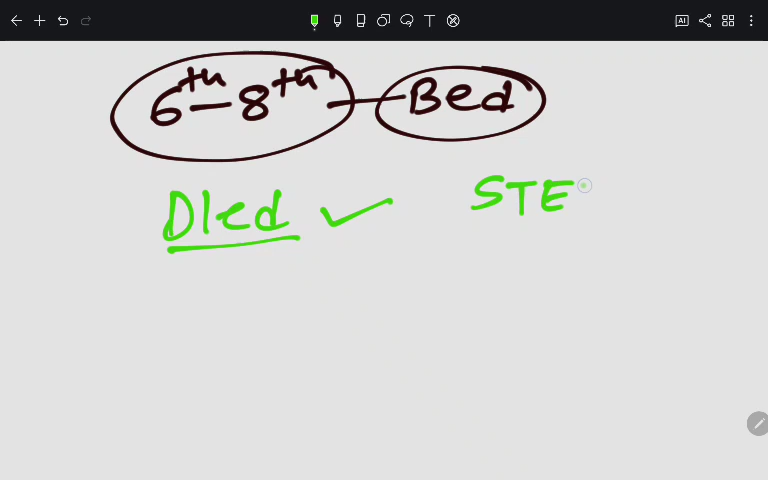 6th - 8th - Bed
Dled ✓ STE